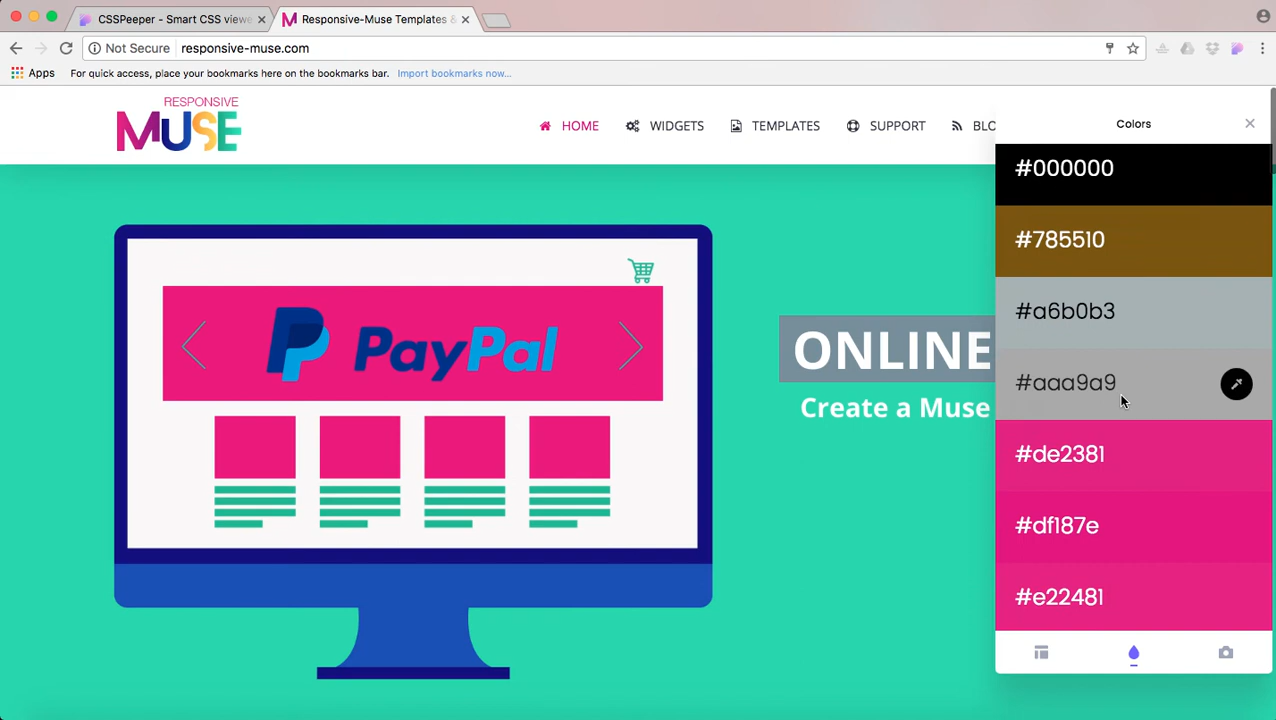 CSSPeeper - Smart CSS viewe
Responsive-Muse Templates &
Not Secure
responsive-muse.com
Apps
For quick access, place your bookmarks here on the bookmarks bar.
Import bookmarks now...
RESPONSIVE
MUSE
HOME
WIDGETS
TEMPLATES
SUPPORT
BLO
Colors
#000000
#785510
#a6b0b3
#aaa9a9
#de2381
#df187e
#e22481
PayPal
ONLINE
Create a Muse